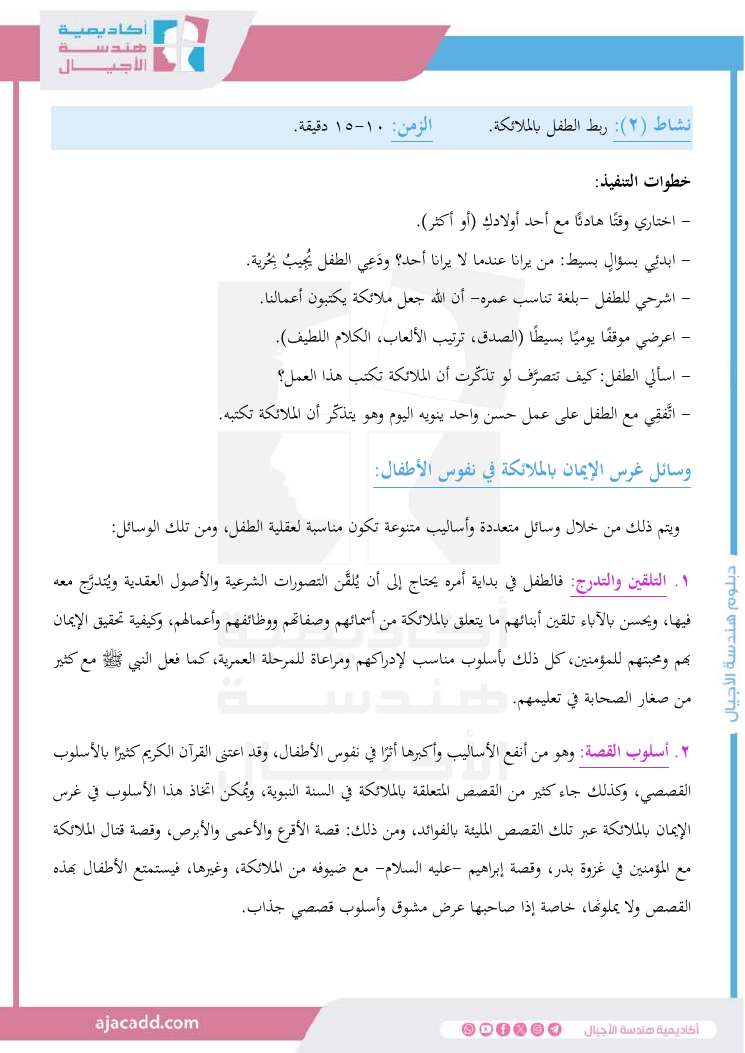 أكاديمية
هندسة
الأجيال
نشاط (٢): ربط الطفل بالملائكة. الزمن: ١٠-١٥ دقيقة.
خطوات التنفيذ:
- اختاري وقتًا هادئًا مع أحد أولادكِ (أو أكثر).
- ابدئِي بسؤالٍ بسيط: من يرانا عندما لا يرانا أحد؟ ودَعِي الطفل يُجِيبُ بِحُرية.
- اشرحي للطفل -بلغة تناسب عمره- أن الله جعل ملائكة يكتبون أعمالنا.
- اعرضي موقفًا يوميًا بسيطًا (الصدق، ترتيب الألعاب، الكلام اللطيف).
- اسألي الطفل: كيف تتصرَّف لو تذكّرت أن الملائكة تكتب هذا العمل؟
- اتَّفقِي مع الطفل على عمل حسن واحد ينويه اليوم وهو يتذكّر أن الملائكة تكتبه.
وسائل غرس الإيمان بالملائكة في نفوس الأطفال:
ويتم ذلك من خلال وسائل متعددة وأساليب متنوعة تكون مناسبة لعقلية الطفل، ومن تلك الوسائل:
١. التلقين والتدرج: فالطفل في بداية أمره يحتاج إلى أن يُلقَّن التصورات الشرعية والأصول العقدية ويُتدرَّج معه
فيها، ويحسن بالآباء تلقين أبنائهم ما يتعلق بالملائكة من أسمائهم وصفاتهم ووظائفهم وأعمالهم، وكيفية تحقيق الإيمان
بهم ومحبتهم للمؤمنين، كل ذلك بأسلوب مناسب لإدراكهم ومراعاة للمرحلة العمرية، كما فعل النبي ﷺ مع كثير
من صغار الصحابة في تعليمهم.
٢. أسلوب القصة: وهو من أنفع الأساليب وأكبرها أثرًا في نفوس الأطفال، وقد اعتنى القرآن الكريم كثيرًا بالأسلوب
القصصي، وكذلك جاء كثير من القصص المتعلقة بالملائكة في السنة النبوية، ويُمكن اتخاذ هذا الأسلوب في غرس
الإيمان بالملائكة عبر تلك القصص المليئة بالفوائد، ومن ذلك: قصة الأقرع والأعمى والأبرص، وقصة قتال الملائكة
مع المؤمنين في غزوة بدر، وقصة إبراهيم -عليه السلام- مع ضيوفه من الملائكة، وغيرها، فيستمتع الأطفال بهذه
القصص ولا يملونها، خاصة إذا صاحبها عرض مشوق وأسلوب قصصي جذاب.
دبلوم هندسة الأجيال
أكاديمية
هندسة
الأجيال
أكاديمية هندسة الأجيال
ajacadd.com